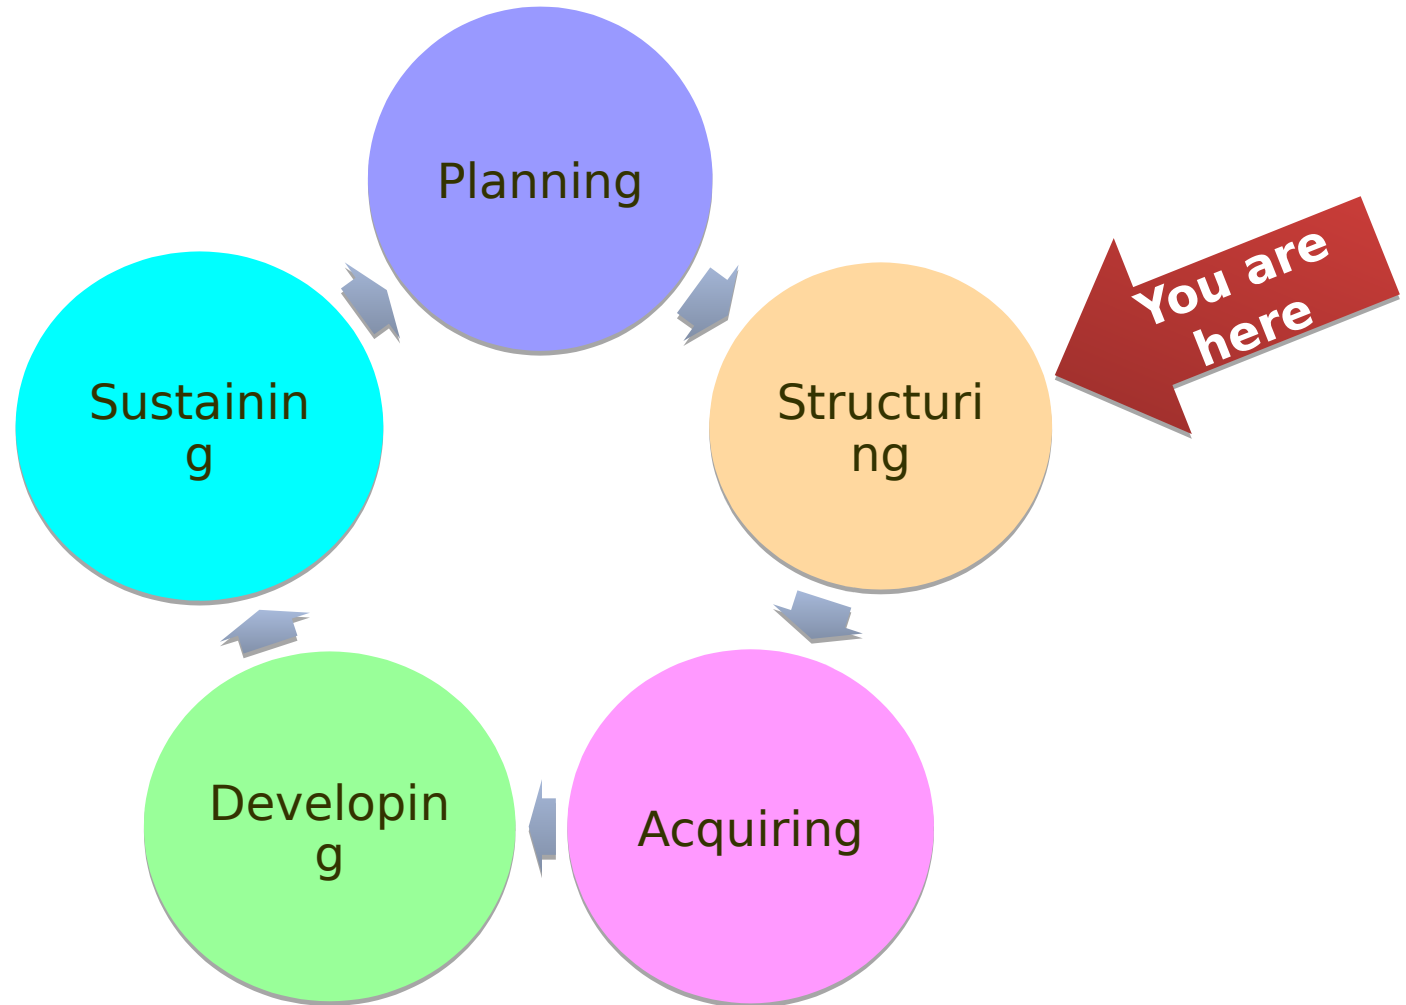 Planning
Sustainin
g
Structuri
ng
You are
here
Developin
g
Acquiring